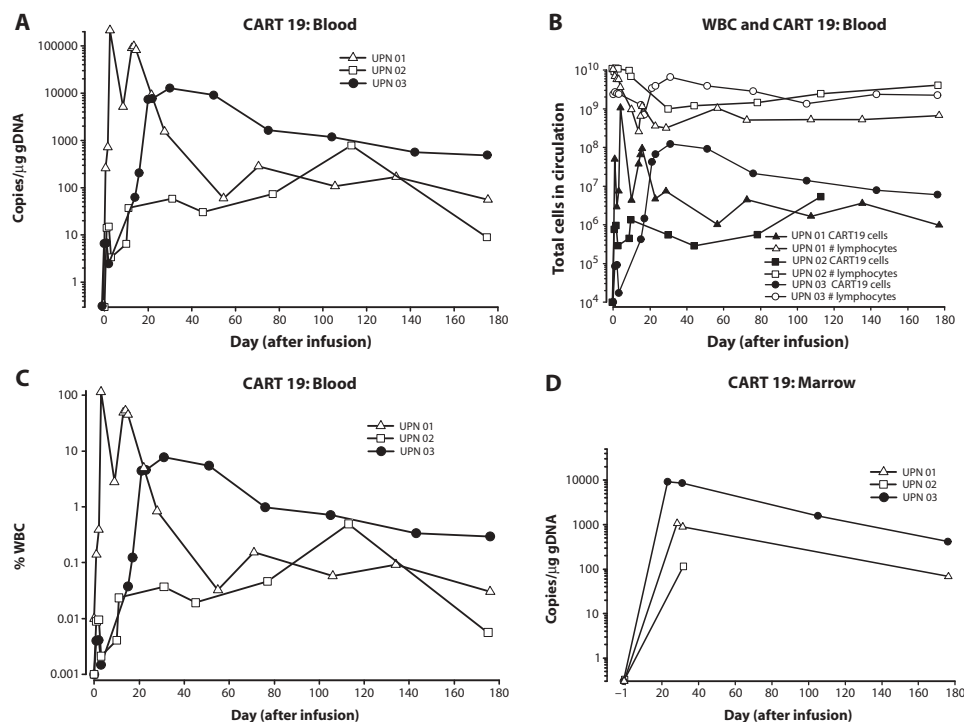 A
CART 19: Blood
Copies/μg gDNA
100000
10000
1000
100
10
1
UPN 01
UPN 02
UPN 03
0 20 40 60 80 100 120 140 160 180
Day (after infusion)
B
WBC and CART 19: Blood
Total cells in circulation
10^10
10^9
10^8
10^7
10^6
10^5
10^4
UPN 01 CART19 cells
UPN 01 # lymphocytes
UPN 02 CART19 cells
UPN 02 # lymphocytes
UPN 03 CART19 cells
UPN 03 # lymphocytes
0 20 40 60 80 100 120 140 160 180
Day (after infusion)
C
CART 19: Blood
% WBC
100
10
1
0.1
0.01
0.001
UPN 01
UPN 02
UPN 03
0 20 40 60 80 100 120 140 160 180
Day (after infusion)
D
CART 19: Marrow
Copies/μg gDNA
10000
1000
100
10
1
UPN 01
UPN 02
UPN 03
–1 20 40 60 80 100 120 140 160 180
Day (after infusion)